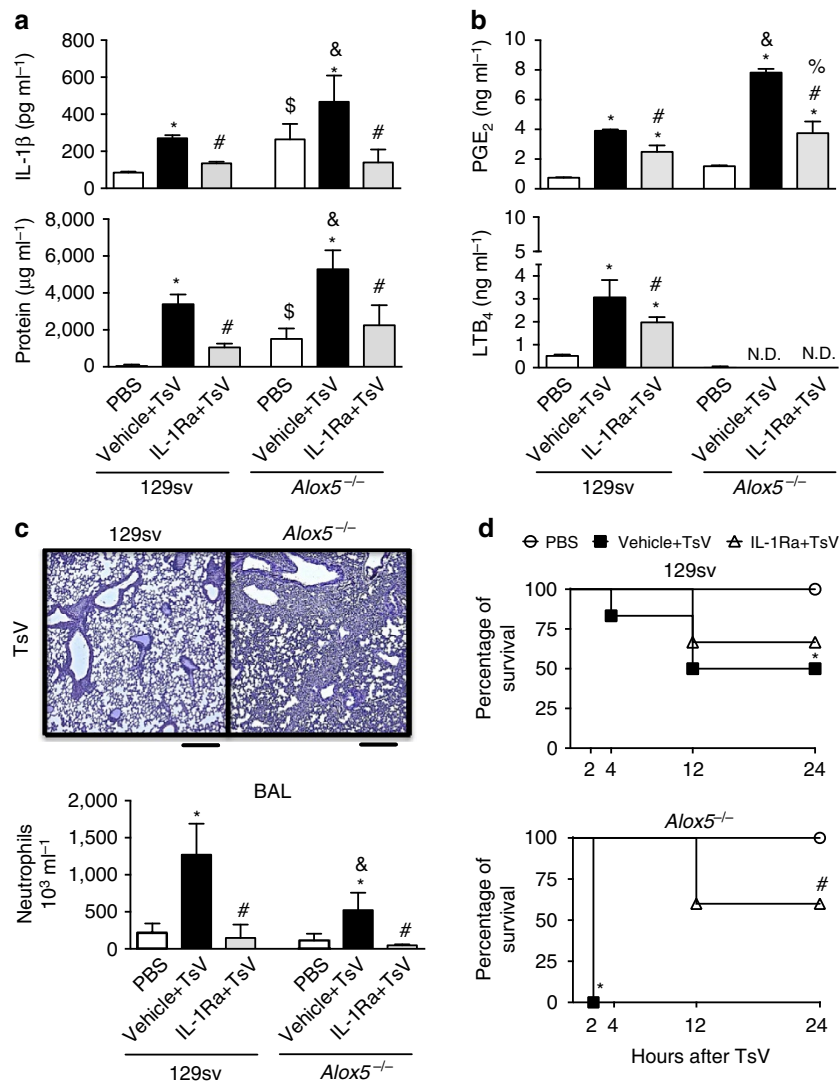 a
800
600
400
200
0
IL-1β (pg ml⁻¹)
*
#
$
&
*
#
8,000
6,000
4,000
2,000
0
Protein (μg ml⁻¹)
*
#
$
&
*
#
PBS
Vehicle+TsV
IL-1Ra+TsV
PBS
Vehicle+TsV
IL-1Ra+TsV
129sv
Alox5⁻/⁻
b
10
8
6
4
2
0
PGE₂ (ng ml⁻¹)
*
#
*
&
*
%
#
*
10
5
4
3
2
1
0
LTB₄ (ng ml⁻¹)
*
#
*
N.D.
N.D.
PBS
Vehicle+TsV
IL-1Ra+TsV
PBS
Vehicle+TsV
IL-1Ra+TsV
129sv
Alox5⁻/⁻
c
129sv
Alox5⁻/⁻
TsV
BAL
2,000
1,500
1,000
500
0
Neutrophils
10³ ml⁻¹
*
#
&
*
#
PBS
Vehicle+TsV
IL-1Ra+TsV
PBS
Vehicle+TsV
IL-1Ra+TsV
129sv
Alox5⁻/⁻
d
PBS
Vehicle+TsV
IL-1Ra+TsV
129sv
100
75
50
25
0
Percentage of
survival
*
2 4 12 24
Alox5⁻/⁻
100
75
50
25
0
Percentage of
survival
*
#
2 4 12 24
Hours after TsV